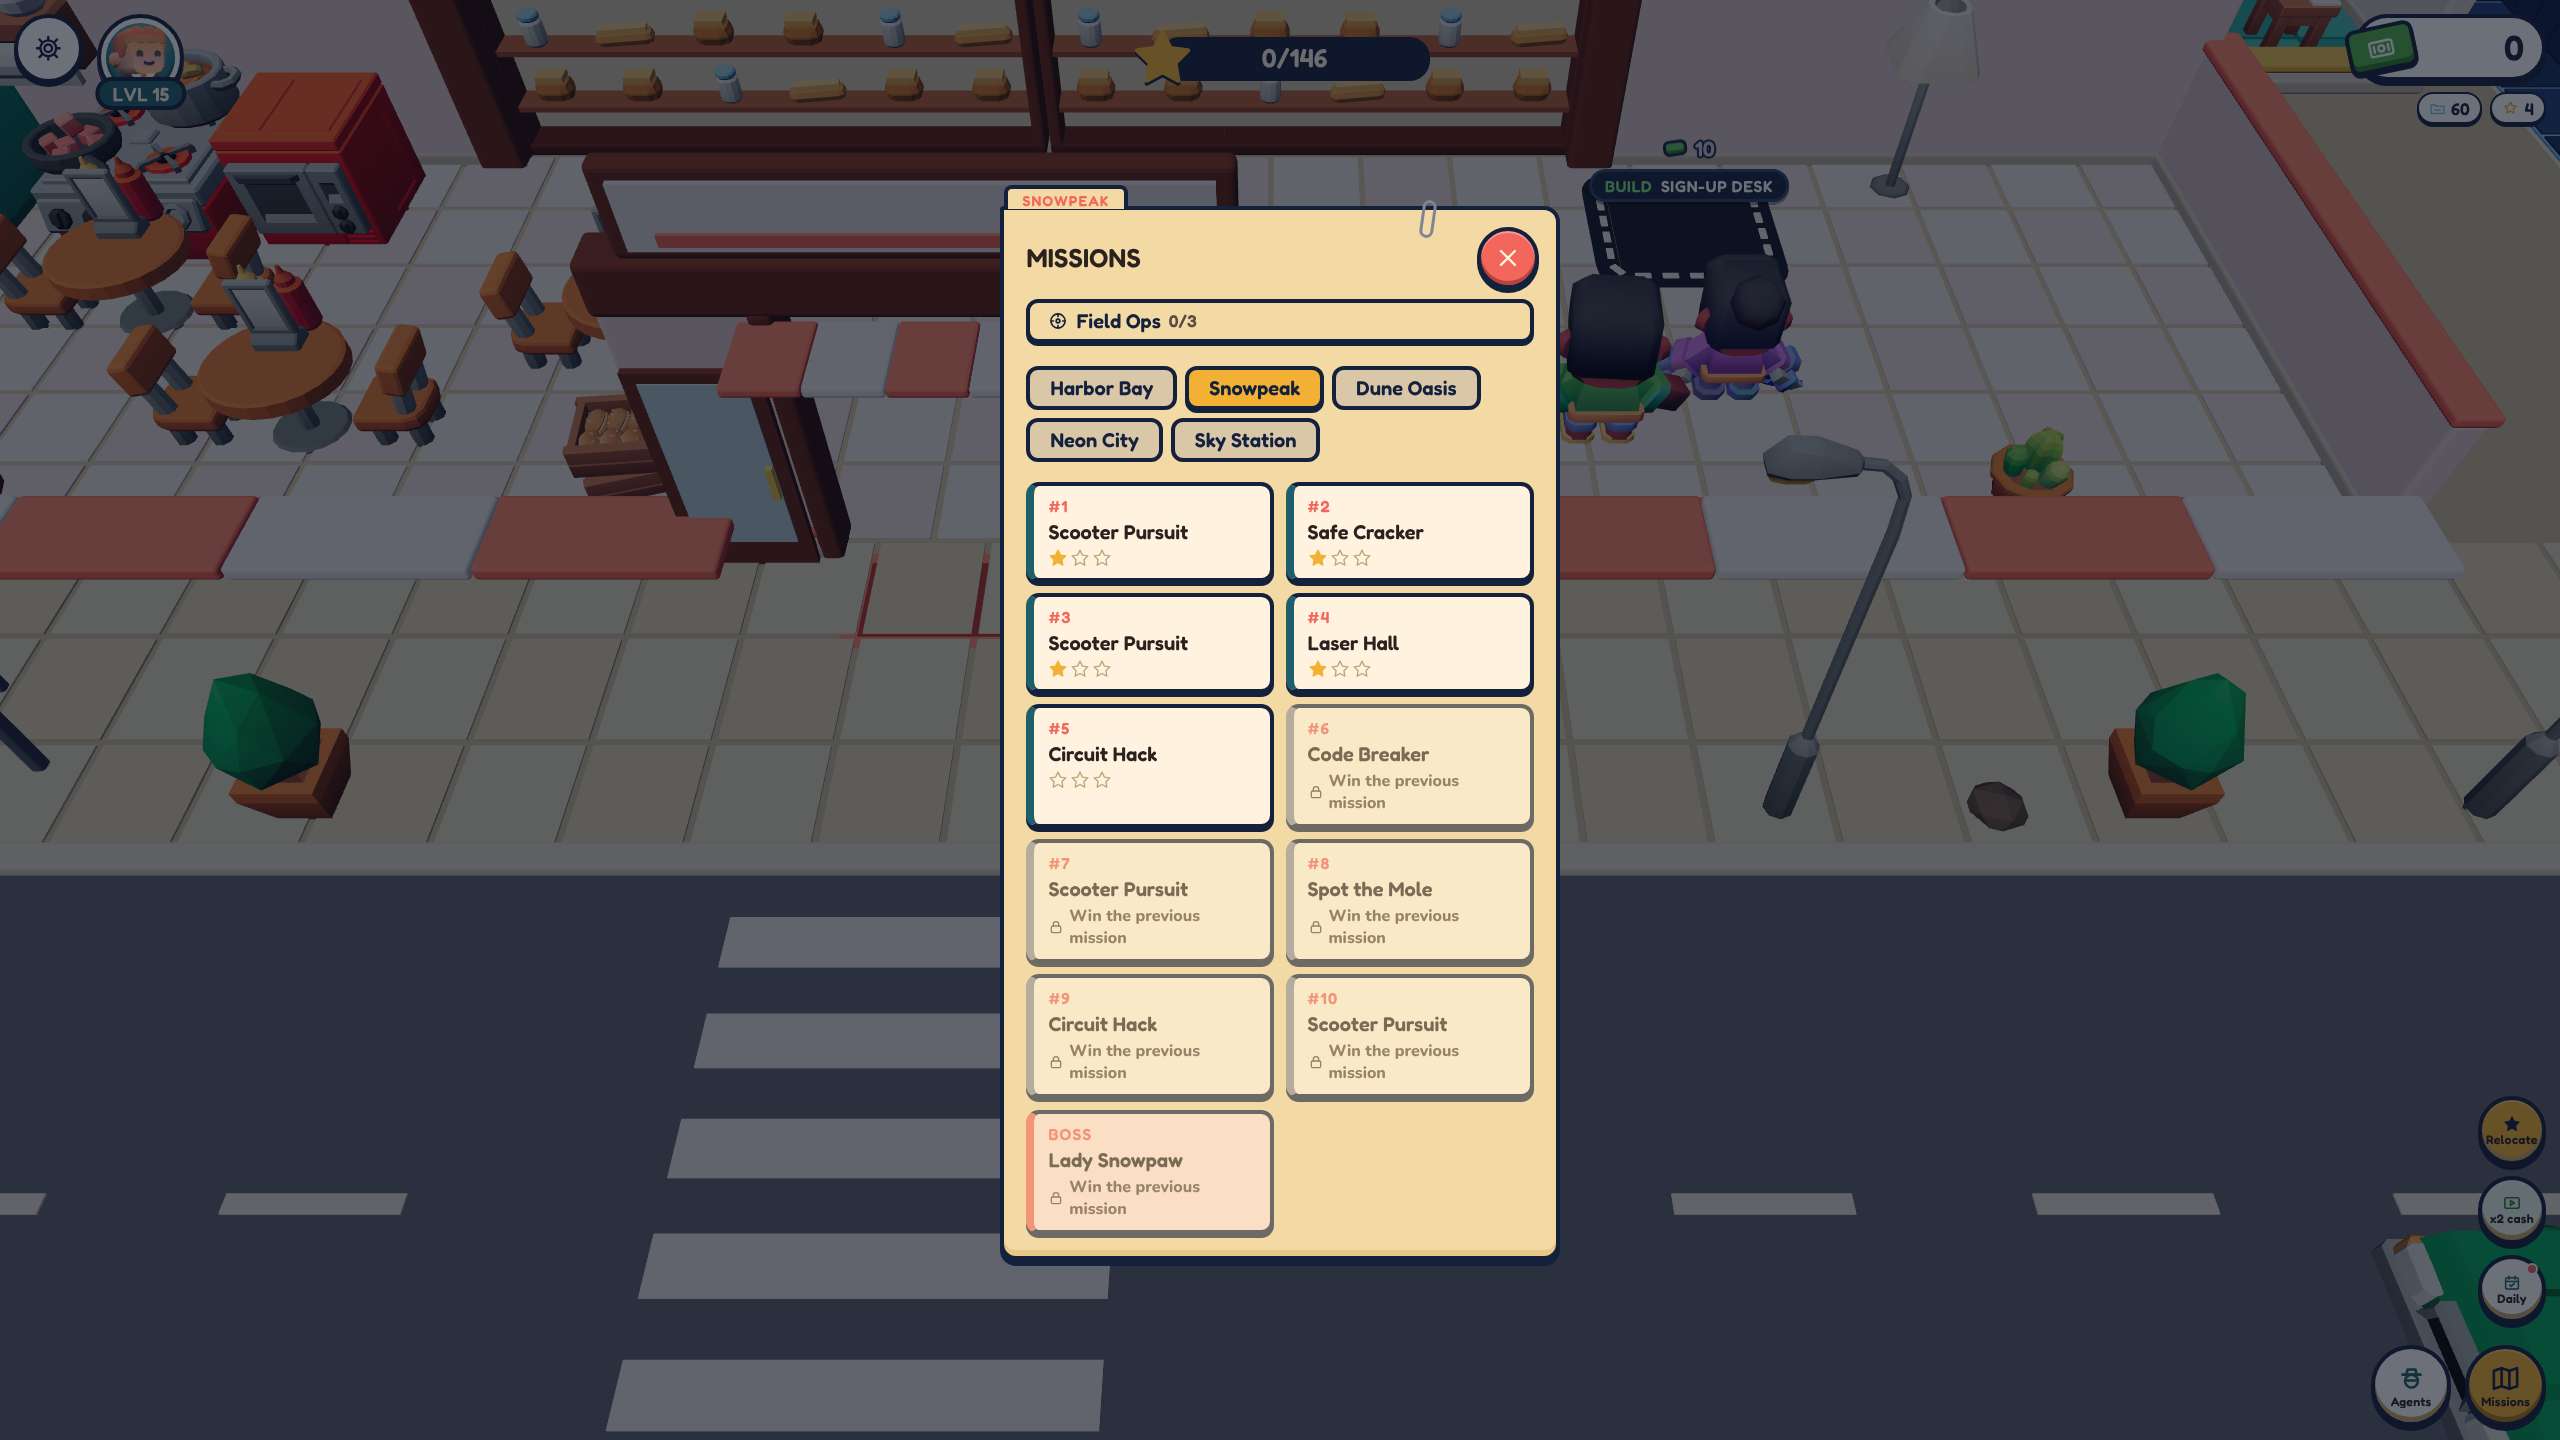 LVL 15
0/146
0
60
4
10
BUILD SIGN-UP DESK
SNOWPEAK
MISSIONS
Field Ops 0/3
Harbor Bay
Snowpeak
Dune Oasis
Neon City
Sky Station
#1
Scooter Pursuit
#2
Safe Cracker
#3
Scooter Pursuit
#4
Laser Hall
#5
Circuit Hack
#6
Code Breaker
Win the previous
mission
#7
Scooter Pursuit
Win the previous
mission
#8
Spot the Mole
Win the previous
mission
#9
Circuit Hack
Win the previous
mission
#10
Scooter Pursuit
Win the previous
mission
BOSS
Lady Snowpaw
Win the previous
mission
Relocate
x2 cash
Daily
Agents
Missions